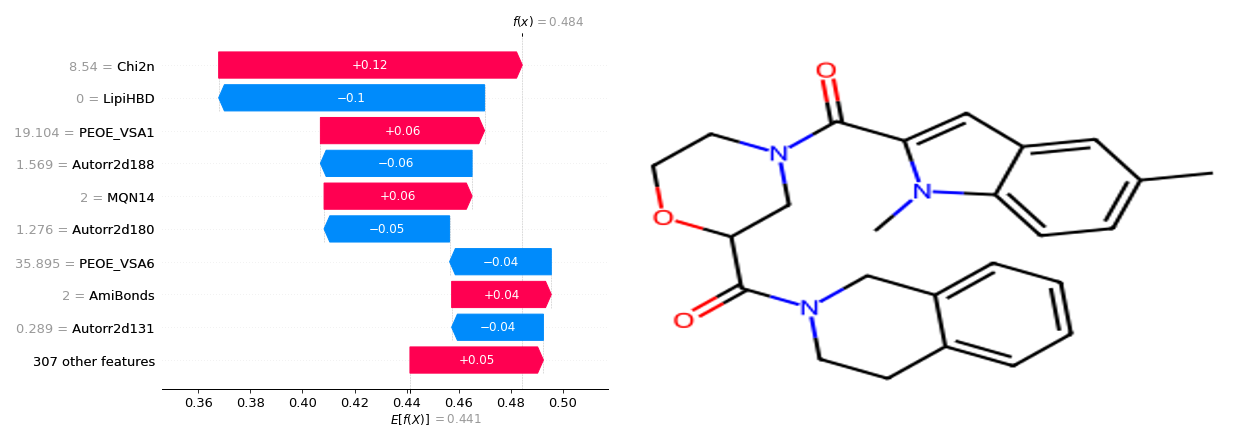 f(x) = 0.484
8.54 = Chi2n +0.12
0 = LipiHBD −0.1
19.104 = PEOE_VSA1 +0.06
1.569 = Autorr2d188 −0.06
2 = MQN14 +0.06
1.276 = Autorr2d180 −0.05
35.895 = PEOE_VSA6 −0.04
2 = AmiBonds +0.04
0.289 = Autorr2d131 −0.04
307 other features +0.05
0.36 0.38 0.40 0.42 0.44 0.46 0.48 0.50
E[f(X)] = 0.441
O
N
N
O
O
N